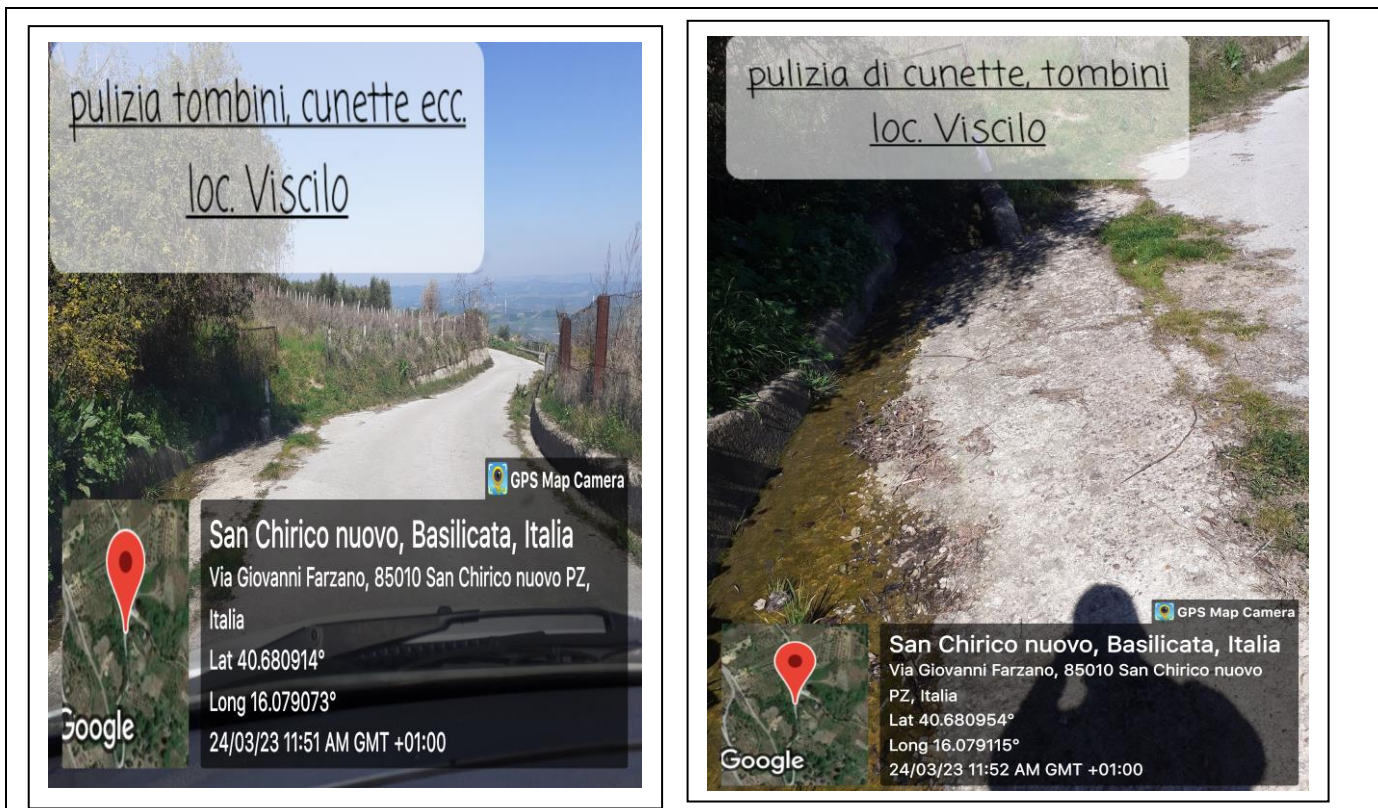 pulizia tombini, cunette ecc.
loc. Viscilo
GPS Map Camera
San Chirico nuovo, Basilicata, Italia
Via Giovanni Farzano, 85010 San Chirico nuovo PZ,
Italia
Lat 40.680914°
Long 16.079073°
24/03/23 11:51 AM GMT +01:00
Google
pulizia di cunette, tombini
loc. Viscilo
GPS Map Camera
San Chirico nuovo, Basilicata, Italia
Via Giovanni Farzano, 85010 San Chirico nuovo
PZ, Italia
Lat 40.680954°
Long 16.079115°
24/03/23 11:52 AM GMT +01:00
Google